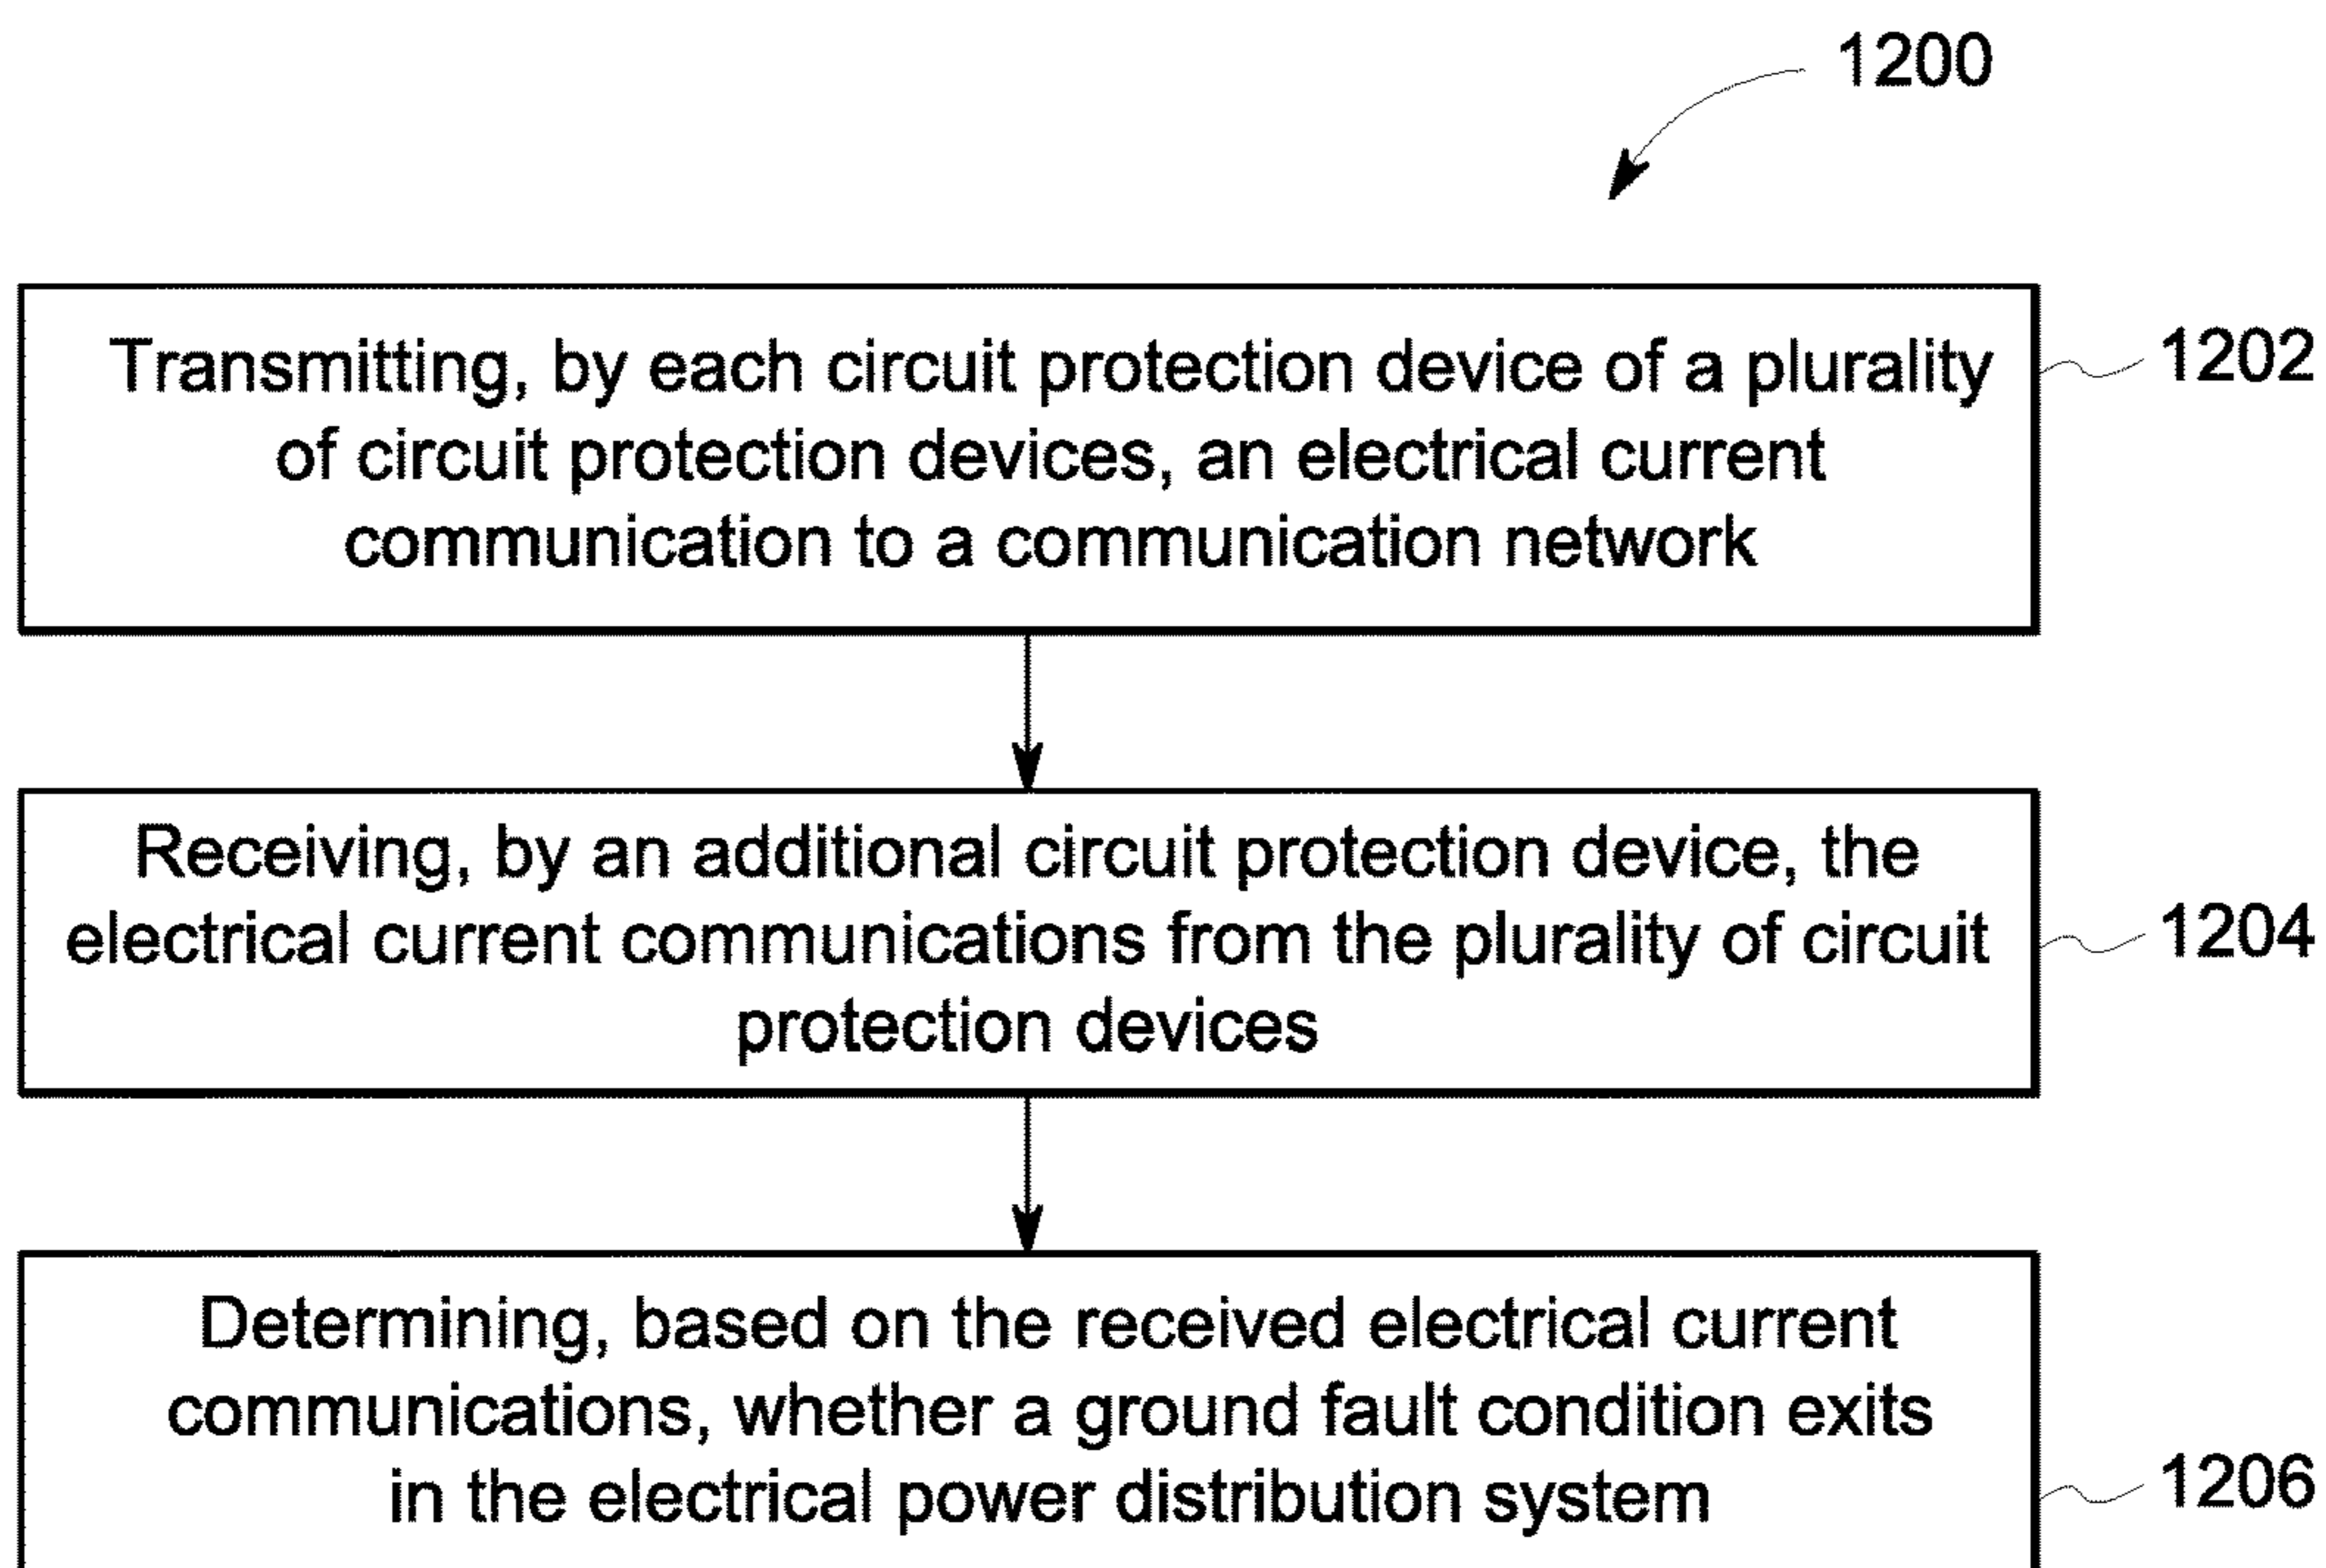 1200
Transmitting, by each circuit protection device of a plurality
of circuit protection devices, an electrical current
communication to a communication network
1202
Receiving, by an additional circuit protection device, the
electrical current communications from the plurality of circuit
protection devices
1204
Determining, based on the received electrical current
communications, whether a ground fault condition exits
in the electrical power distribution system
1206